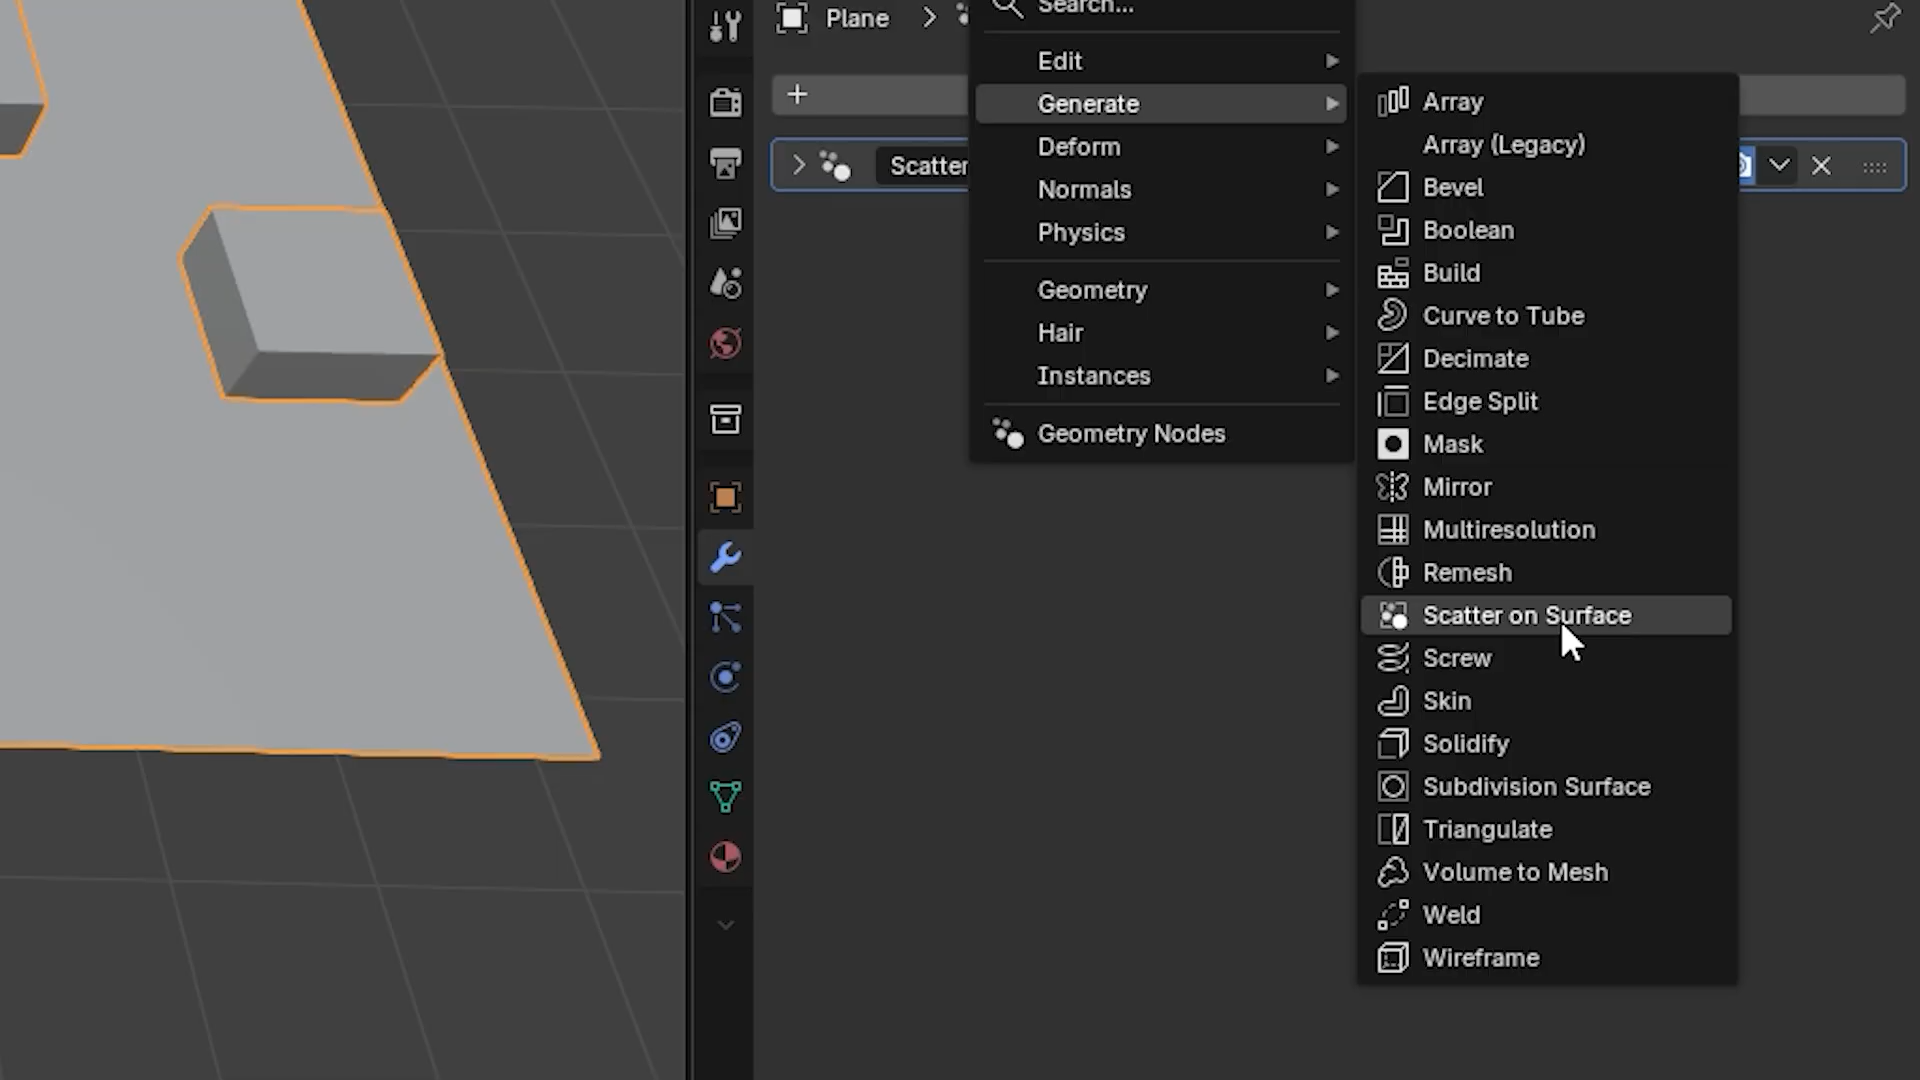 Plane
Search...
Edit
Generate
Deform
Normals
Physics
Geometry
Hair
Instances
Geometry Nodes
Scatter
Array
Array (Legacy)
Bevel
Boolean
Build
Curve to Tube
Decimate
Edge Split
Mask
Mirror
Multiresolution
Remesh
Scatter on Surface
Screw
Skin
Solidify
Subdivision Surface
Triangulate
Volume to Mesh
Weld
Wireframe